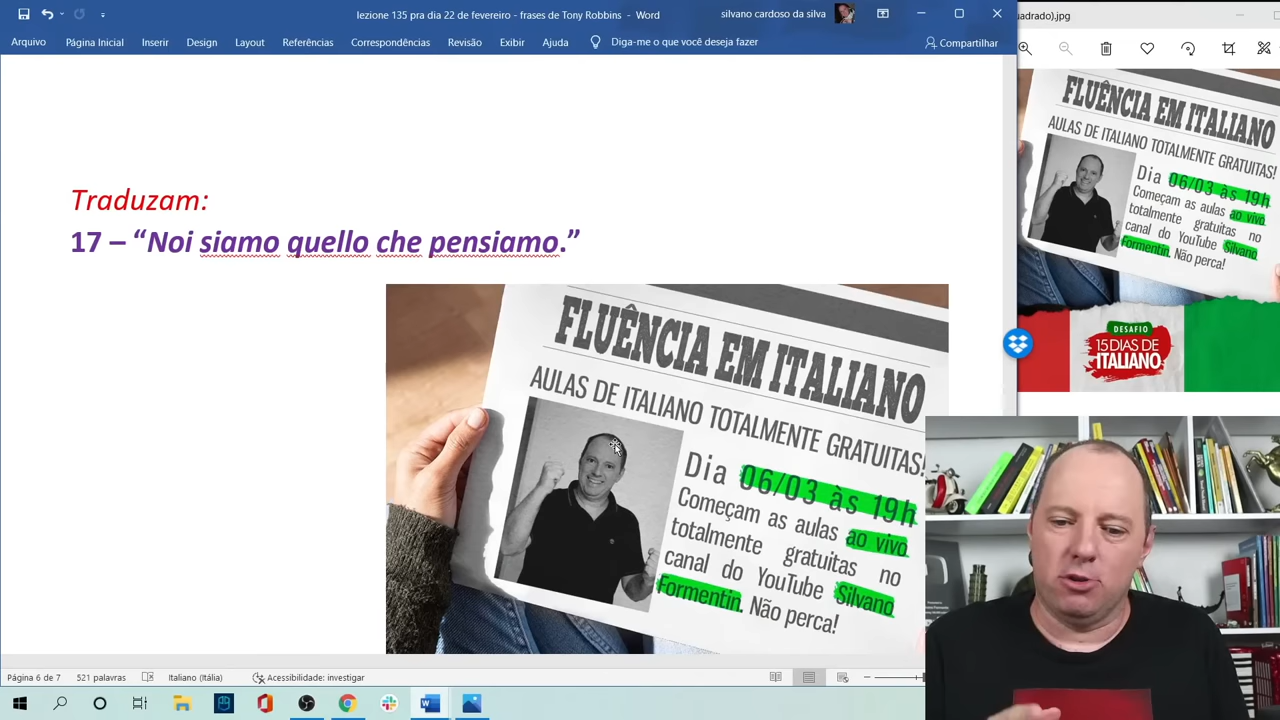 lezione 135 pra dia 22 de fevereiro - frases de Tony Robbins - Word
silvano cardoso da silva
Arquivo Página Inicial Inserir Design Layout Referências Correspondências Revisão Exibir Ajuda Diga-me o que você deseja fazer Compartilhar
Traduzam:
17 – “Noi siamo quello che pensiamo.”
FLUÊNCIA EM ITALIANO
AULAS DE ITALIANO TOTALMENTE GRATUITAS!
Dia 06/03 às 19h
Começam as aulas ao vivo
totalmente gratuitas no
canal do YouTube Silvano
Formentin. Não perca!
Página 6 de 7 521 palavras Italiano (Itália) Acessibilidade: investigar
uadrado).jpg
FLUÊNCIA EM ITALIANO
AULAS DE ITALIANO TOTALMENTE GRATUITAS!
Dia 06/03 às 19h
Começam as aulas ao vivo
totalmente gratuitas no
canal do YouTube Silvano
Formentin. Não perca!
DESAFIO
15 DIAS DE
ITALIANO